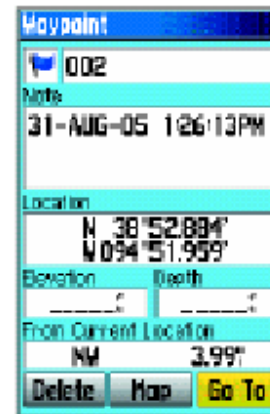 Waypoint
002
Note
31-AUG-05 1:26:13PM
Location
N 38°52.884'
W094°51.959'
Elevation Depth
From Current Location
NW 3.99"
Delete Map Go To